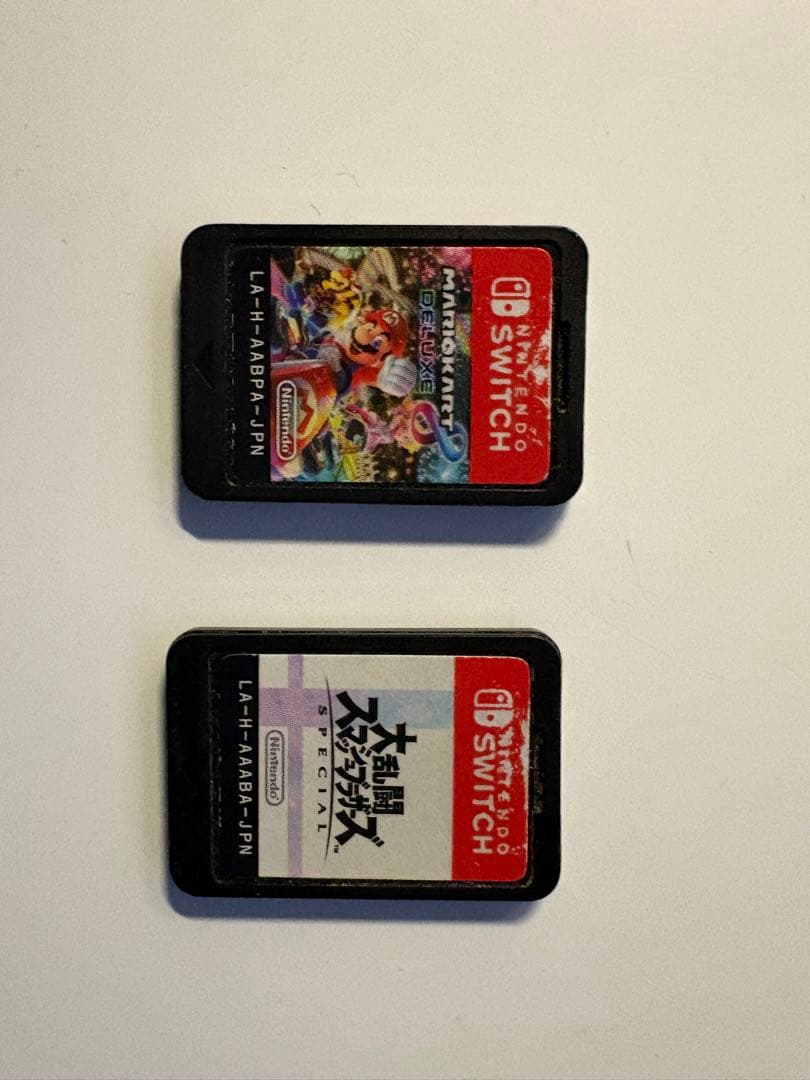 NINTENDO
SWITCH
MARIOKART 8
DELUXE
Nintendo
LA-H-AABPA-JPN
NINTENDO
SWITCH
大乱闘
スマッシュブラザーズ
TM
SPECIAL
Nintendo
LA-H-AAABA-JPN